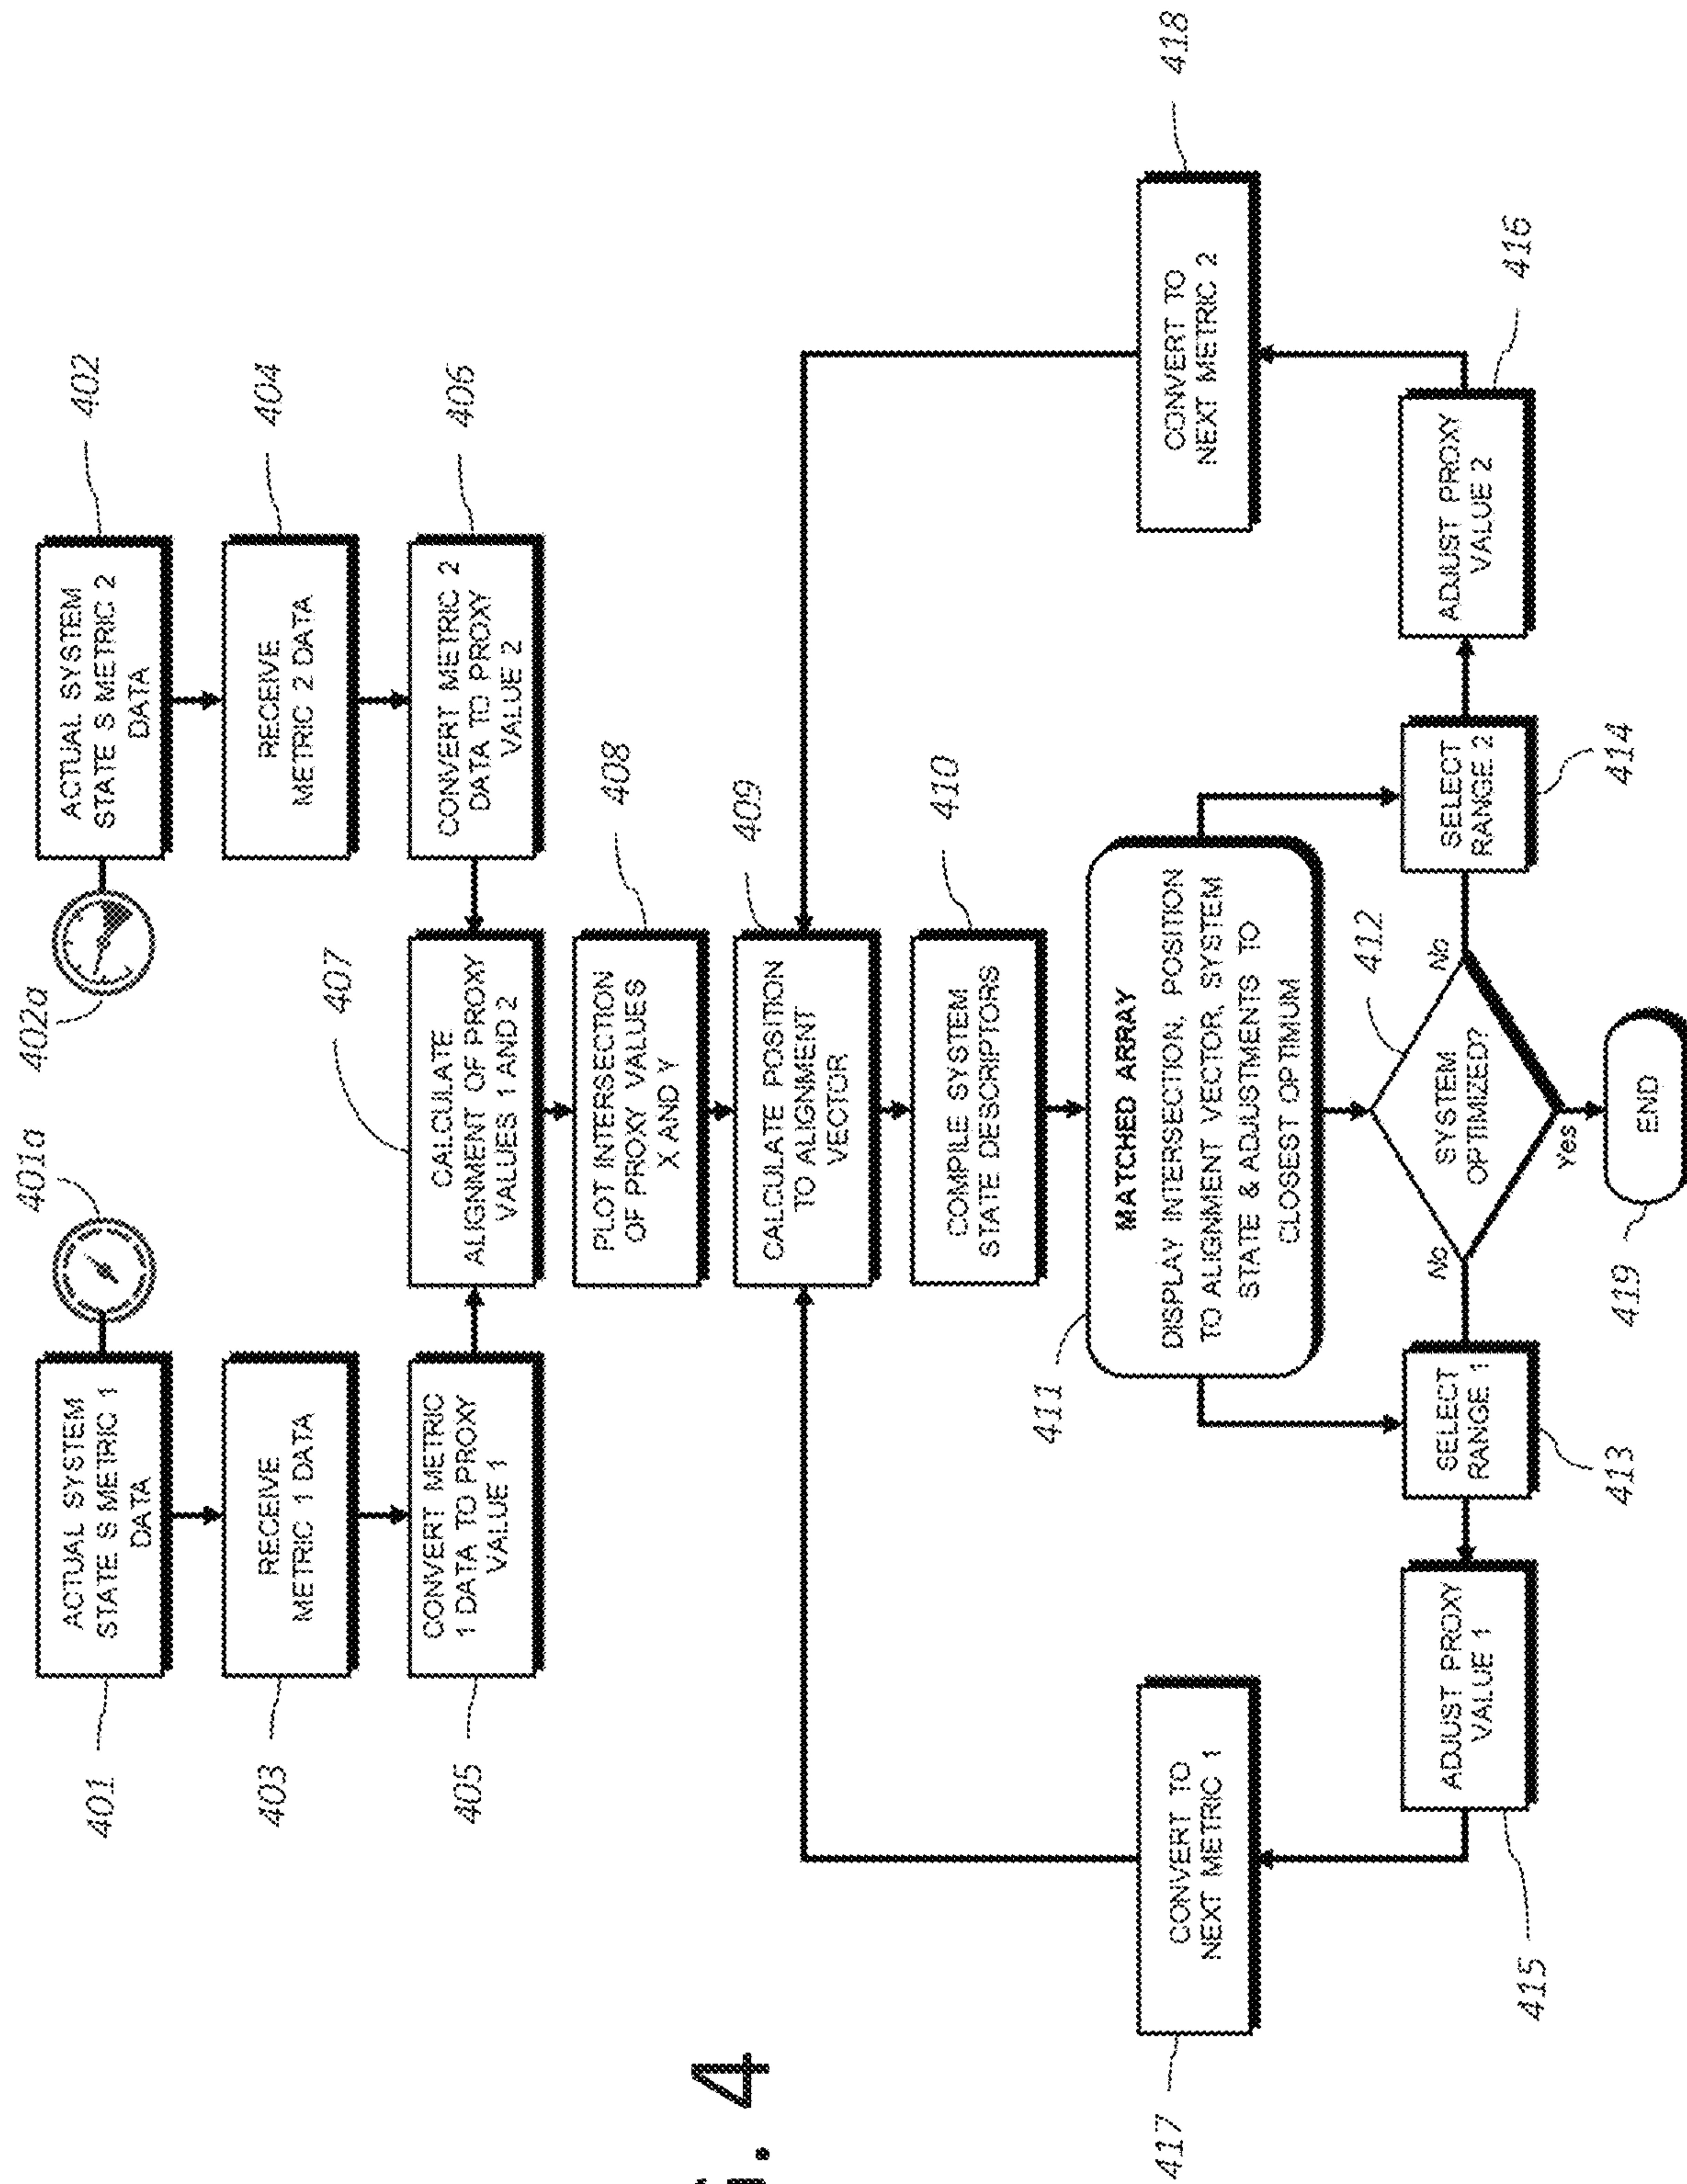 401a
402a
401
ACTUAL SYSTEM
STATE S METRIC 1
DATA
ACTUAL SYSTEM
STATE S METRIC 2
DATA
402
403
RECEIVE
METRIC 1 DATA
RECEIVE
METRIC 2 DATA
404
405
CONVERT METRIC
1 DATA TO PROXY
VALUE 1
407
CALCULATE
ALIGNMENT OF PROXY
VALUES 1 AND 2
CONVERT METRIC 2
DATA TO PROXY
VALUE 2
406
PLOT INTERSECTION
OF PROXY VALUES
X AND Y
408
CALCULATE POSITION
TO ALIGNMENT
VECTOR
409
COMPILE SYSTEM
STATE DESCRIPTORS
410
411
MATCHED ARRAY
DISPLAY INTERSECTION, POSITION
TO ALIGNMENT VECTOR, SYSTEM
STATE & ADJUSTMENTS TO
CLOSEST OPTIMUM
417
CONVERT TO
NEXT METRIC 1
CONVERT TO
NEXT METRIC 2
418
412
415
ADJUST PROXY
VALUE 1
SELECT
RANGE 1
413
No
SYSTEM
OPTIMIZED?
No
Yes
SELECT
RANGE 2
414
ADJUST PROXY
VALUE 2
416
419
END
. 4